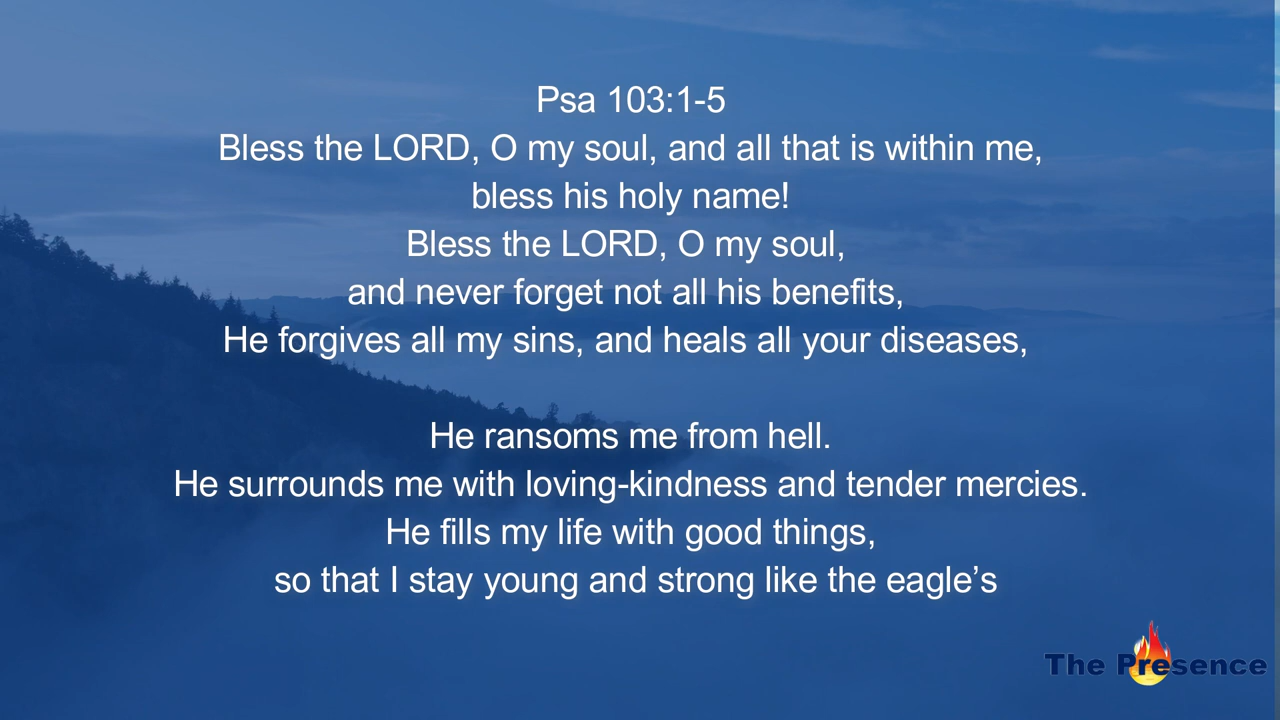 Psa 103:1-5
Bless the LORD, O my soul, and all that is within me,
bless his holy name!
Bless the LORD, O my soul,
and never forget not all his benefits,
He forgives all my sins, and heals all your diseases,
He ransoms me from hell.
He surrounds me with loving-kindness and tender mercies.
He fills my life with good things,
so that I stay young and strong like the eagle’s
The Presence